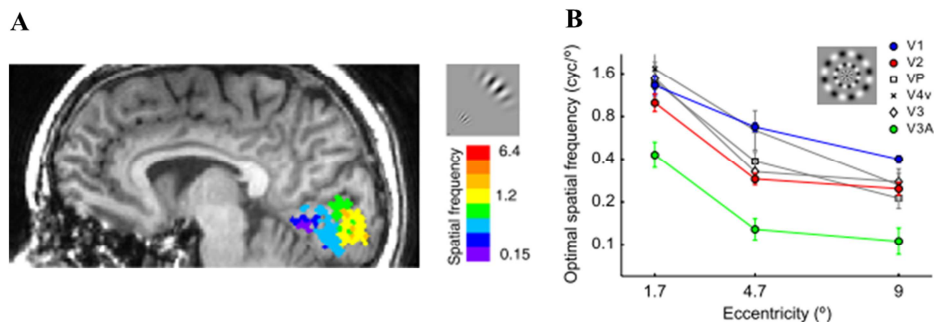 A
Spatial frequency
6.4
1.2
0.15
B
Optimal spatial frequency (cyc/º)
1.6
0.8
0.4
0.2
0.1
1.7
4.7
9
Eccentricity (º)
V1
V2
VP
V4v
V3
V3A